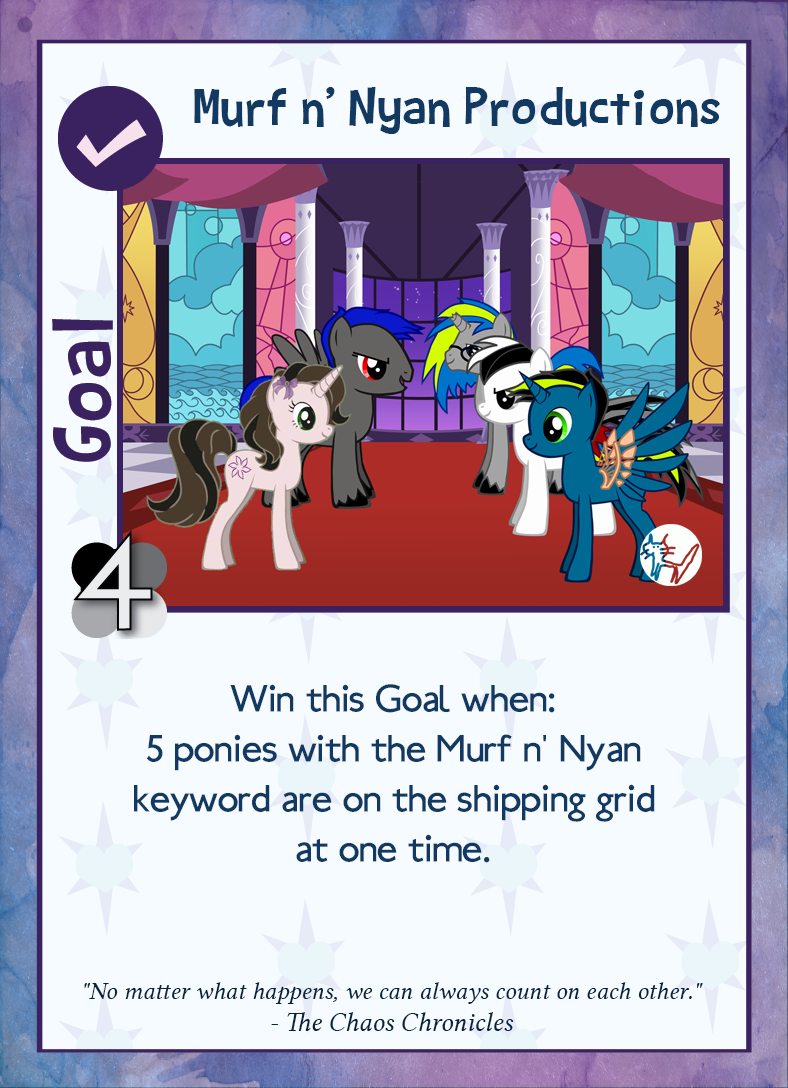 Murf n' Nyan Productions
Goal
4
Win this Goal when:
5 ponies with the Murf n' Nyan
keyword are on the shipping grid
at one time.
"No matter what happens, we can always count on each other."
- The Chaos Chronicles